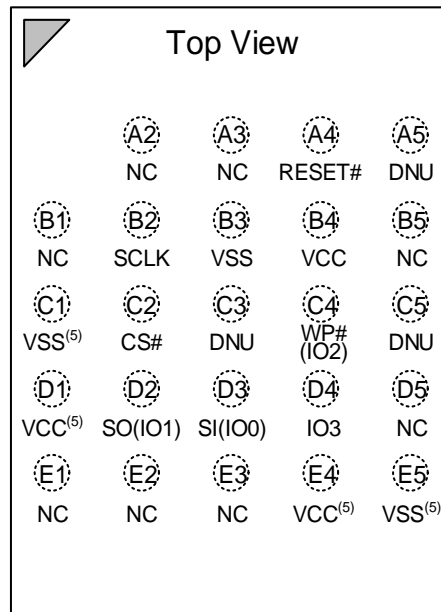 Top View
A2 A3 A4 A5
NC NC RESET# DNU
B1 B2 B3 B4 B5
NC SCLK VSS VCC NC
C1 C2 C3 C4 C5
VSS(5) CS# DNU WP# DNU
(IO2)
D1 D2 D3 D4 D5
VCC(5) SO(IO1) SI(IO0) IO3 NC
E1 E2 E3 E4 E5
NC NC NC VCC(5) VSS(5)